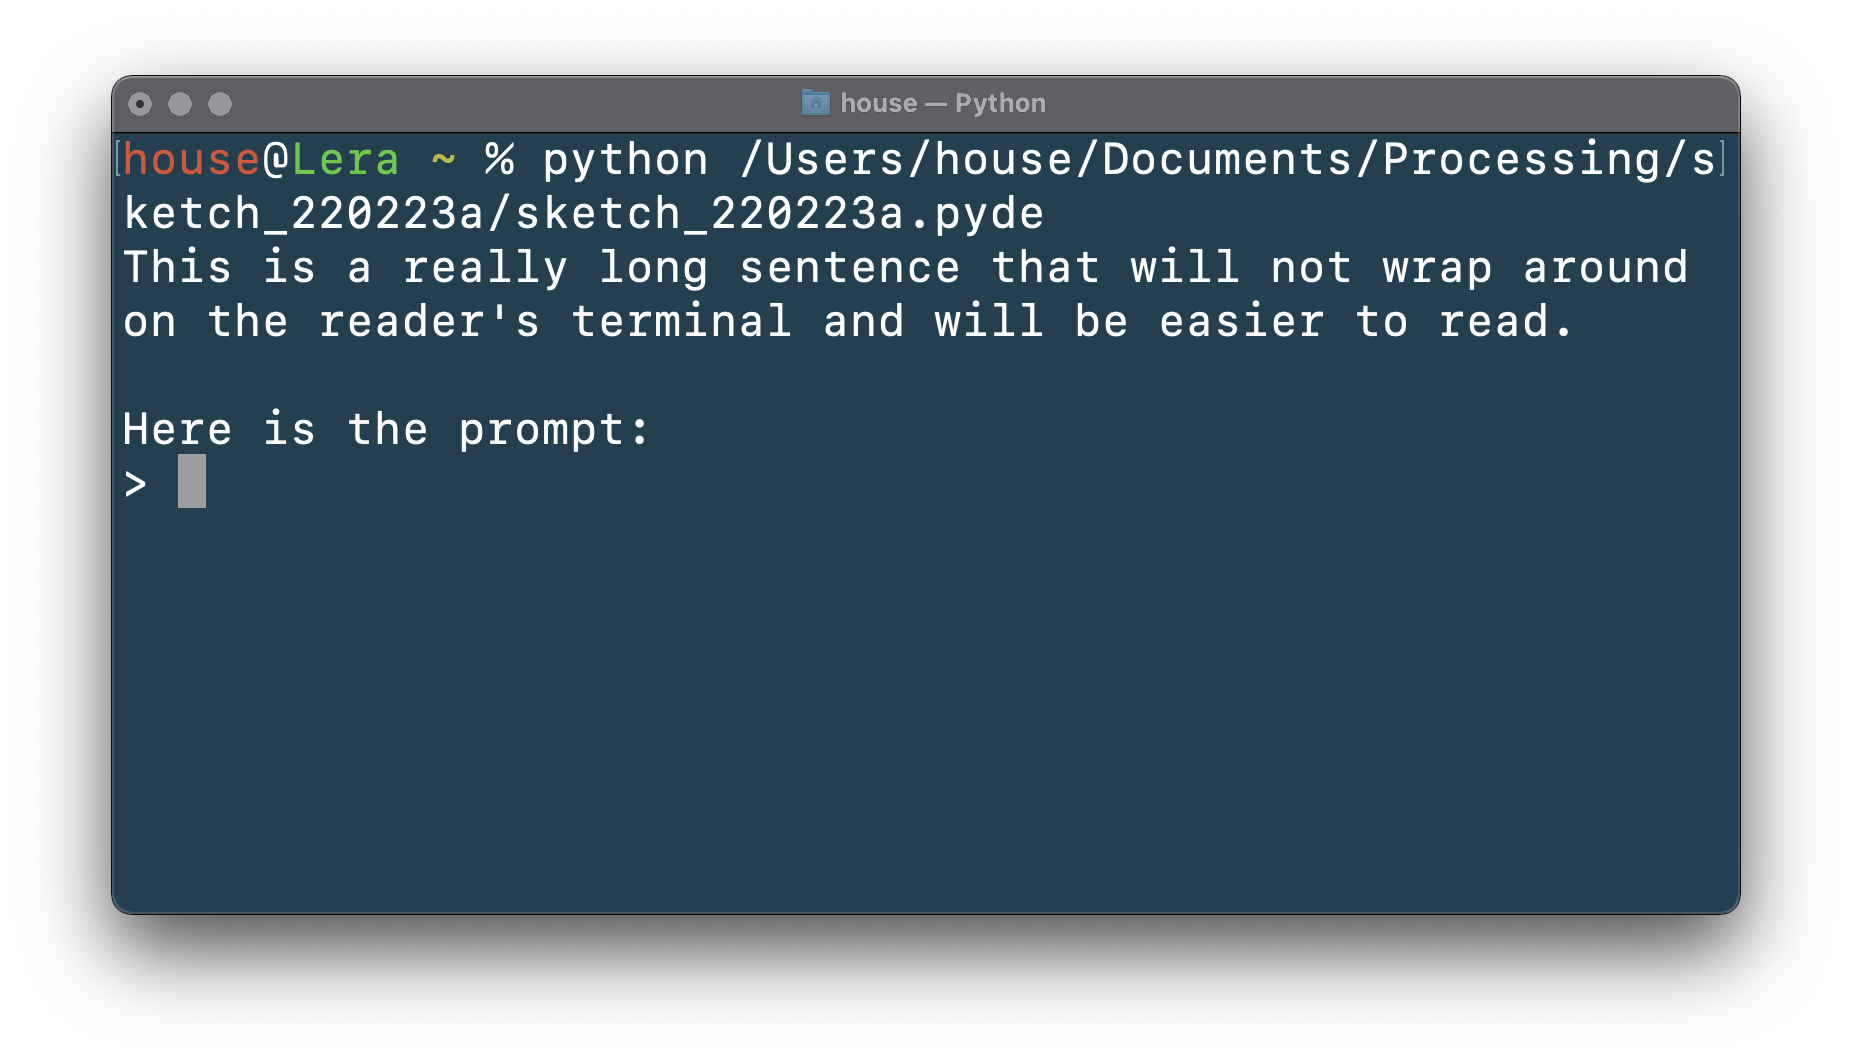 house — Python
house@Lera ~ % python /Users/house/Documents/Processing/s
ketch_220223a/sketch_220223a.pyde
This is a really long sentence that will not wrap around
on the reader's terminal and will be easier to read.
Here is the prompt:
>